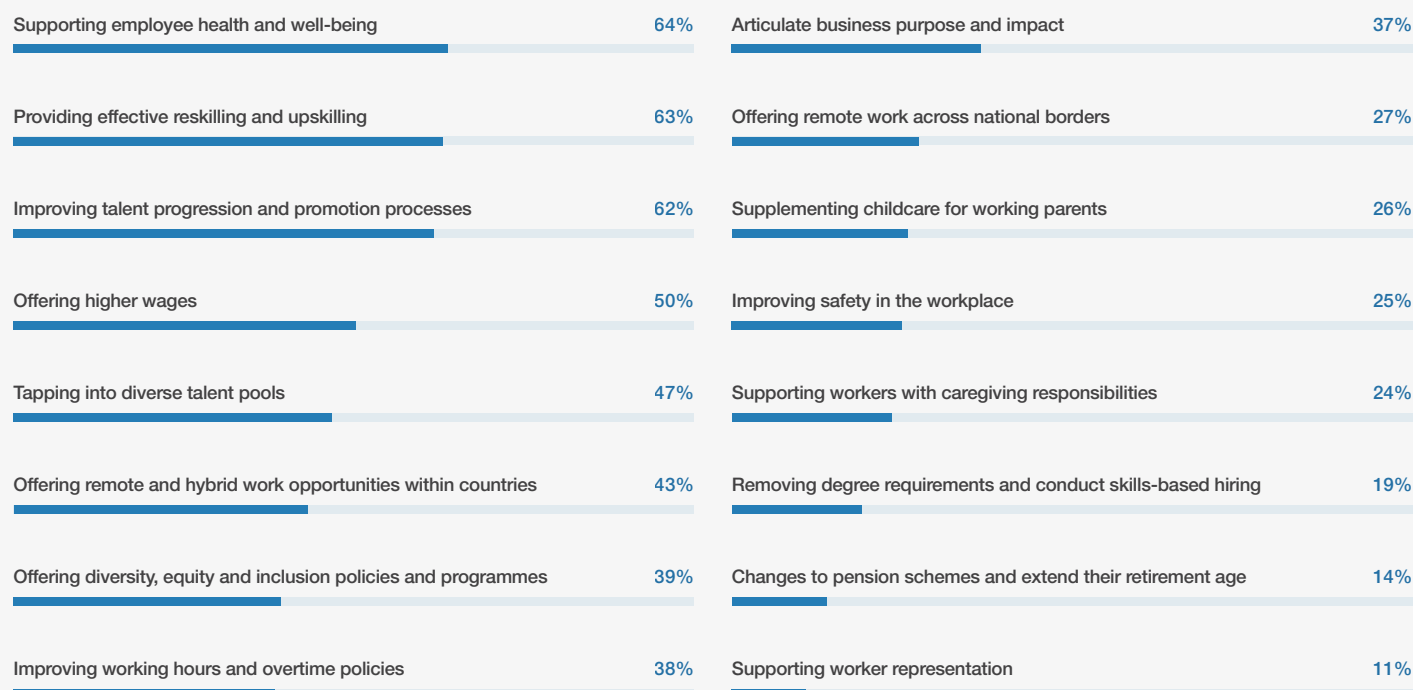 Supporting employee health and well-being 64%
Providing effective reskilling and upskilling 63%
Improving talent progression and promotion processes 62%
Offering higher wages 50%
Tapping into diverse talent pools 47%
Offering remote and hybrid work opportunities within countries 43%
Offering diversity, equity and inclusion policies and programmes 39%
Improving working hours and overtime policies 38%
Articulate business purpose and impact 37%
Offering remote work across national borders 27%
Supplementing childcare for working parents 26%
Improving safety in the workplace 25%
Supporting workers with caregiving responsibilities 24%
Removing degree requirements and conduct skills-based hiring 19%
Changes to pension schemes and extend their retirement age 14%
Supporting worker representation 11%